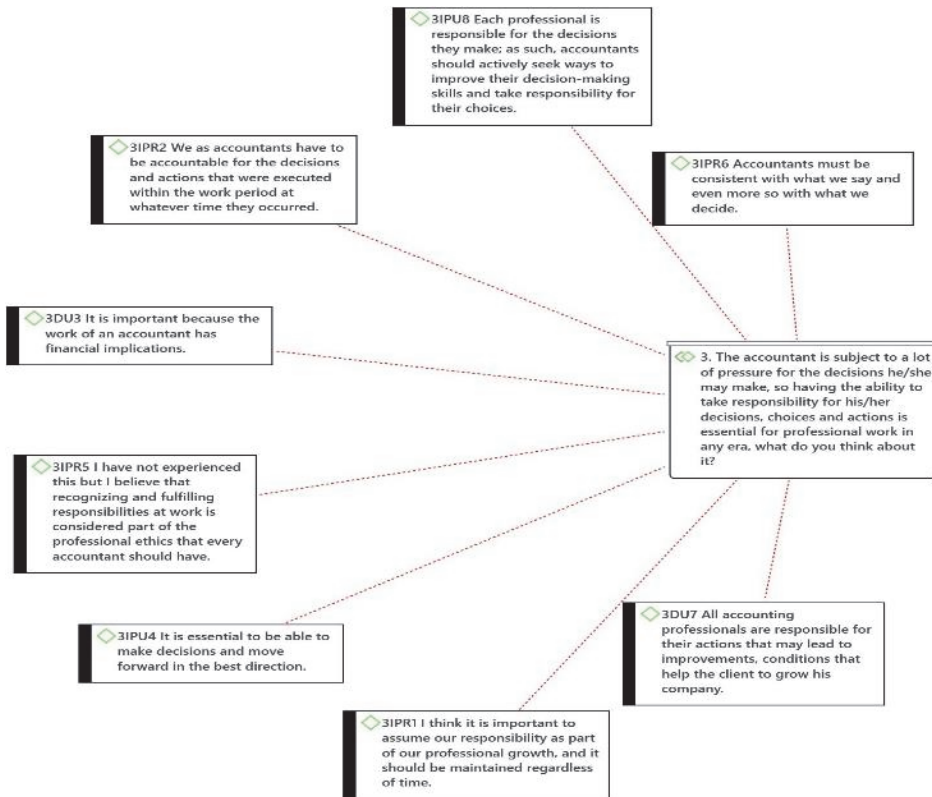 3IPU8 Each professional is
responsible for the decisions
they make; as such, accountants
should actively seek ways to
improve their decision-making
skills and take responsibility for
their choices.
3IPR2 We as accountants have to
be accountable for the decisions
and actions that were executed
within the work period at
whatever time they occurred.
3IPR6 Accountants must be
consistent with what we say and
even more so with what we
decide.
3DU3 It is important because the
work of an accountant has
financial implications.
3. The accountant is subject to a lot
of pressure for the decisions he/she
may make, so having the ability to
take responsibility for his/her
decisions, choices and actions is
essential for professional work in
any era, what do you think about
it?
3IPR5 I have not experienced
this but I believe that
recognizing and fulfilling
responsibilities at work is
considered part of the
professional ethics that every
accountant should have.
3IPU4 It is essential to be able to
make decisions and move
forward in the best direction.
3DU7 All accounting
professionals are responsible for
their actions that may lead to
improvements, conditions that
help the client to grow his
company.
3IPR1 I think it is important to
assume our responsibility as part
of our professional growth, and it
should be maintained regardless
of time.